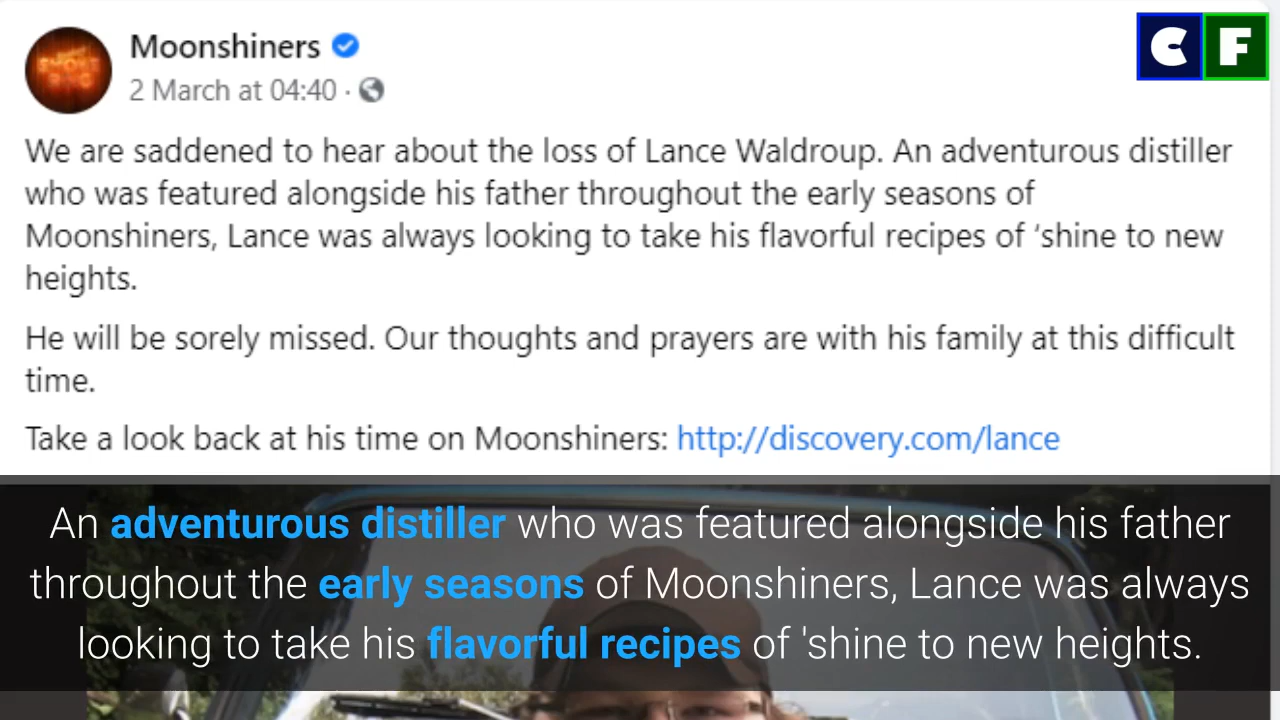 Moonshiners
2 March at 04:40 ·
C F
We are saddened to hear about the loss of Lance Waldroup. An adventurous distiller
who was featured alongside his father throughout the early seasons of
Moonshiners, Lance was always looking to take his flavorful recipes of ‘shine to new
heights.
He will be sorely missed. Our thoughts and prayers are with his family at this difficult
time.
Take a look back at his time on Moonshiners: http://discovery.com/lance
An adventurous distiller who was featured alongside his father
throughout the early seasons of Moonshiners, Lance was always
looking to take his flavorful recipes of 'shine to new heights.